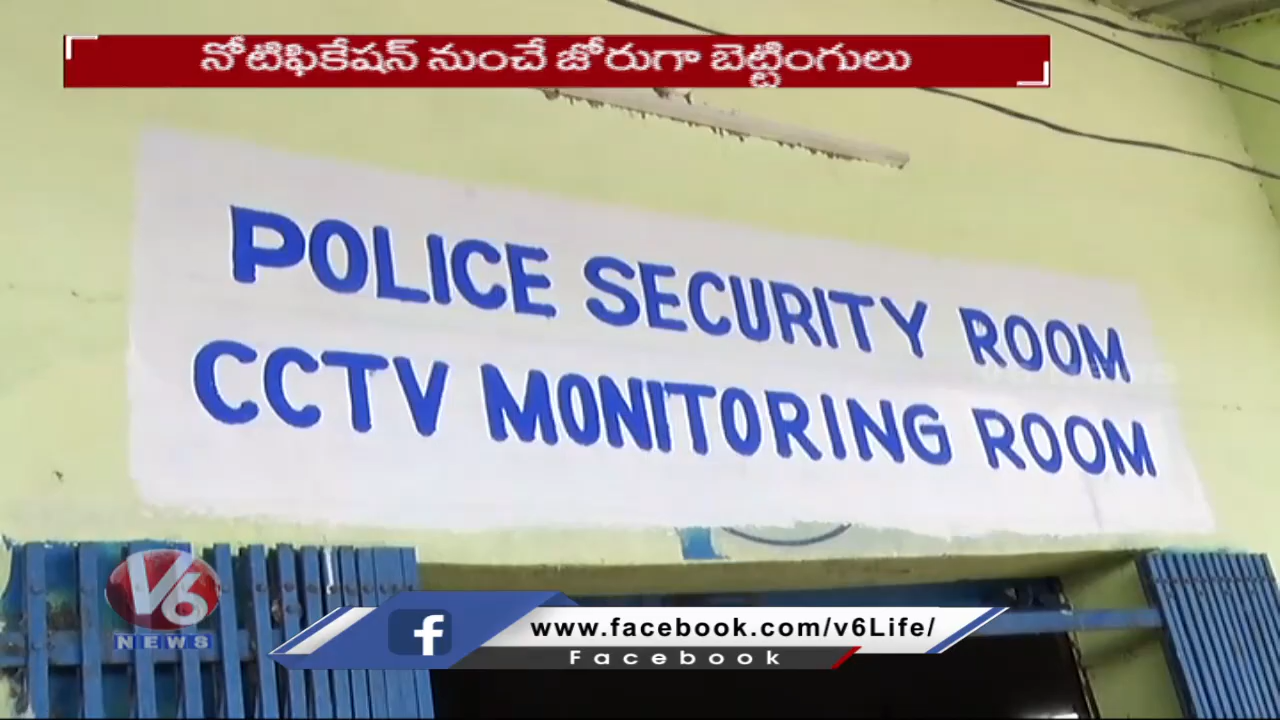 నోటిఫికేషన్ నుంచే జోరుగా బెట్టింగులు
POLICE SECURITY ROOM
CCTV MONITORING ROOM
V6
NEWS
www.facebook.com/v6Life/
Facebook